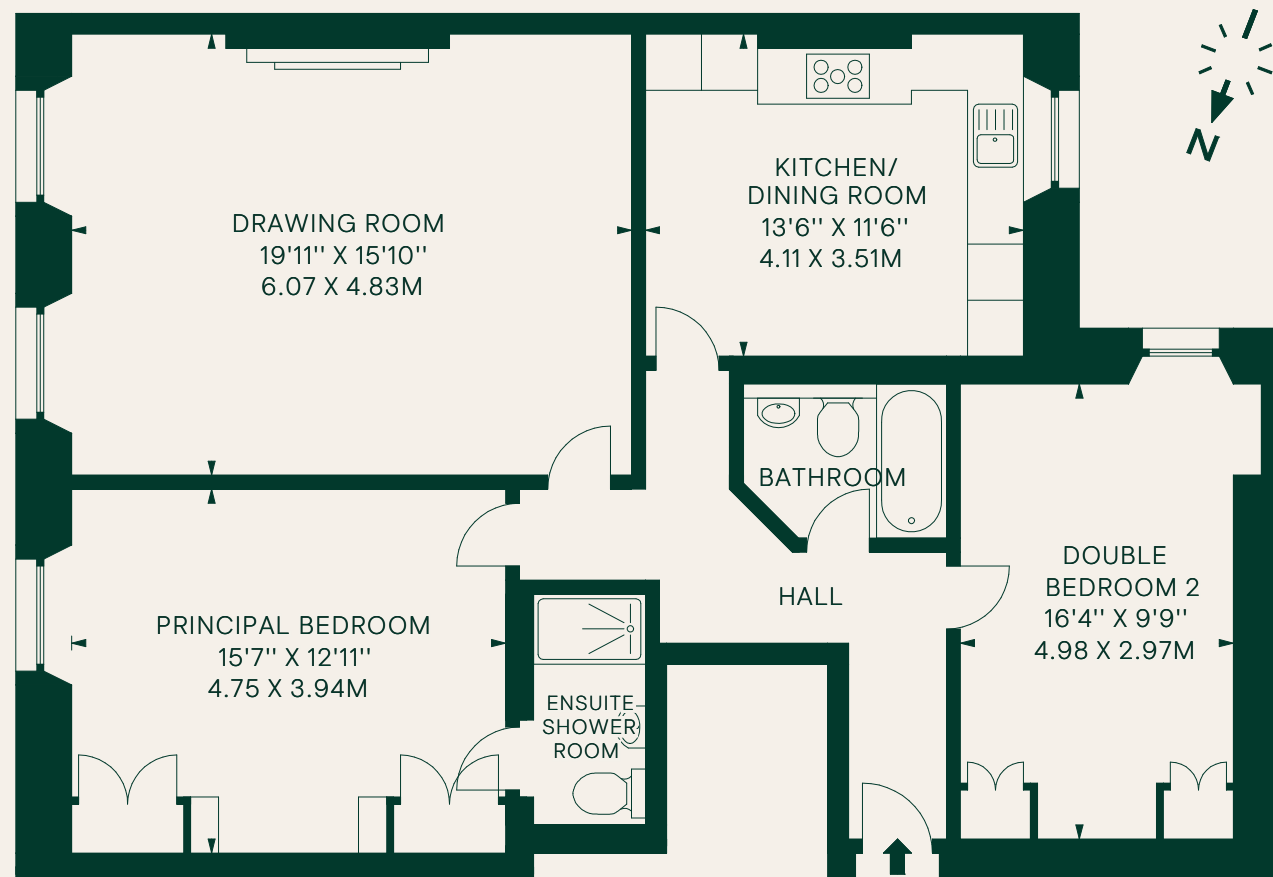 N
DRAWING ROOM
19'11'' X 15'10''
6.07 X 4.83M
KITCHEN/
DINING ROOM
13'6'' X 11'6''
4.11 X 3.51M
BATHROOM
HALL
DOUBLE
BEDROOM 2
16'4'' X 9'9''
4.98 X 2.97M
PRINCIPAL BEDROOM
15'7'' X 12'11''
4.75 X 3.94M
ENSUITE
SHOWER
ROOM